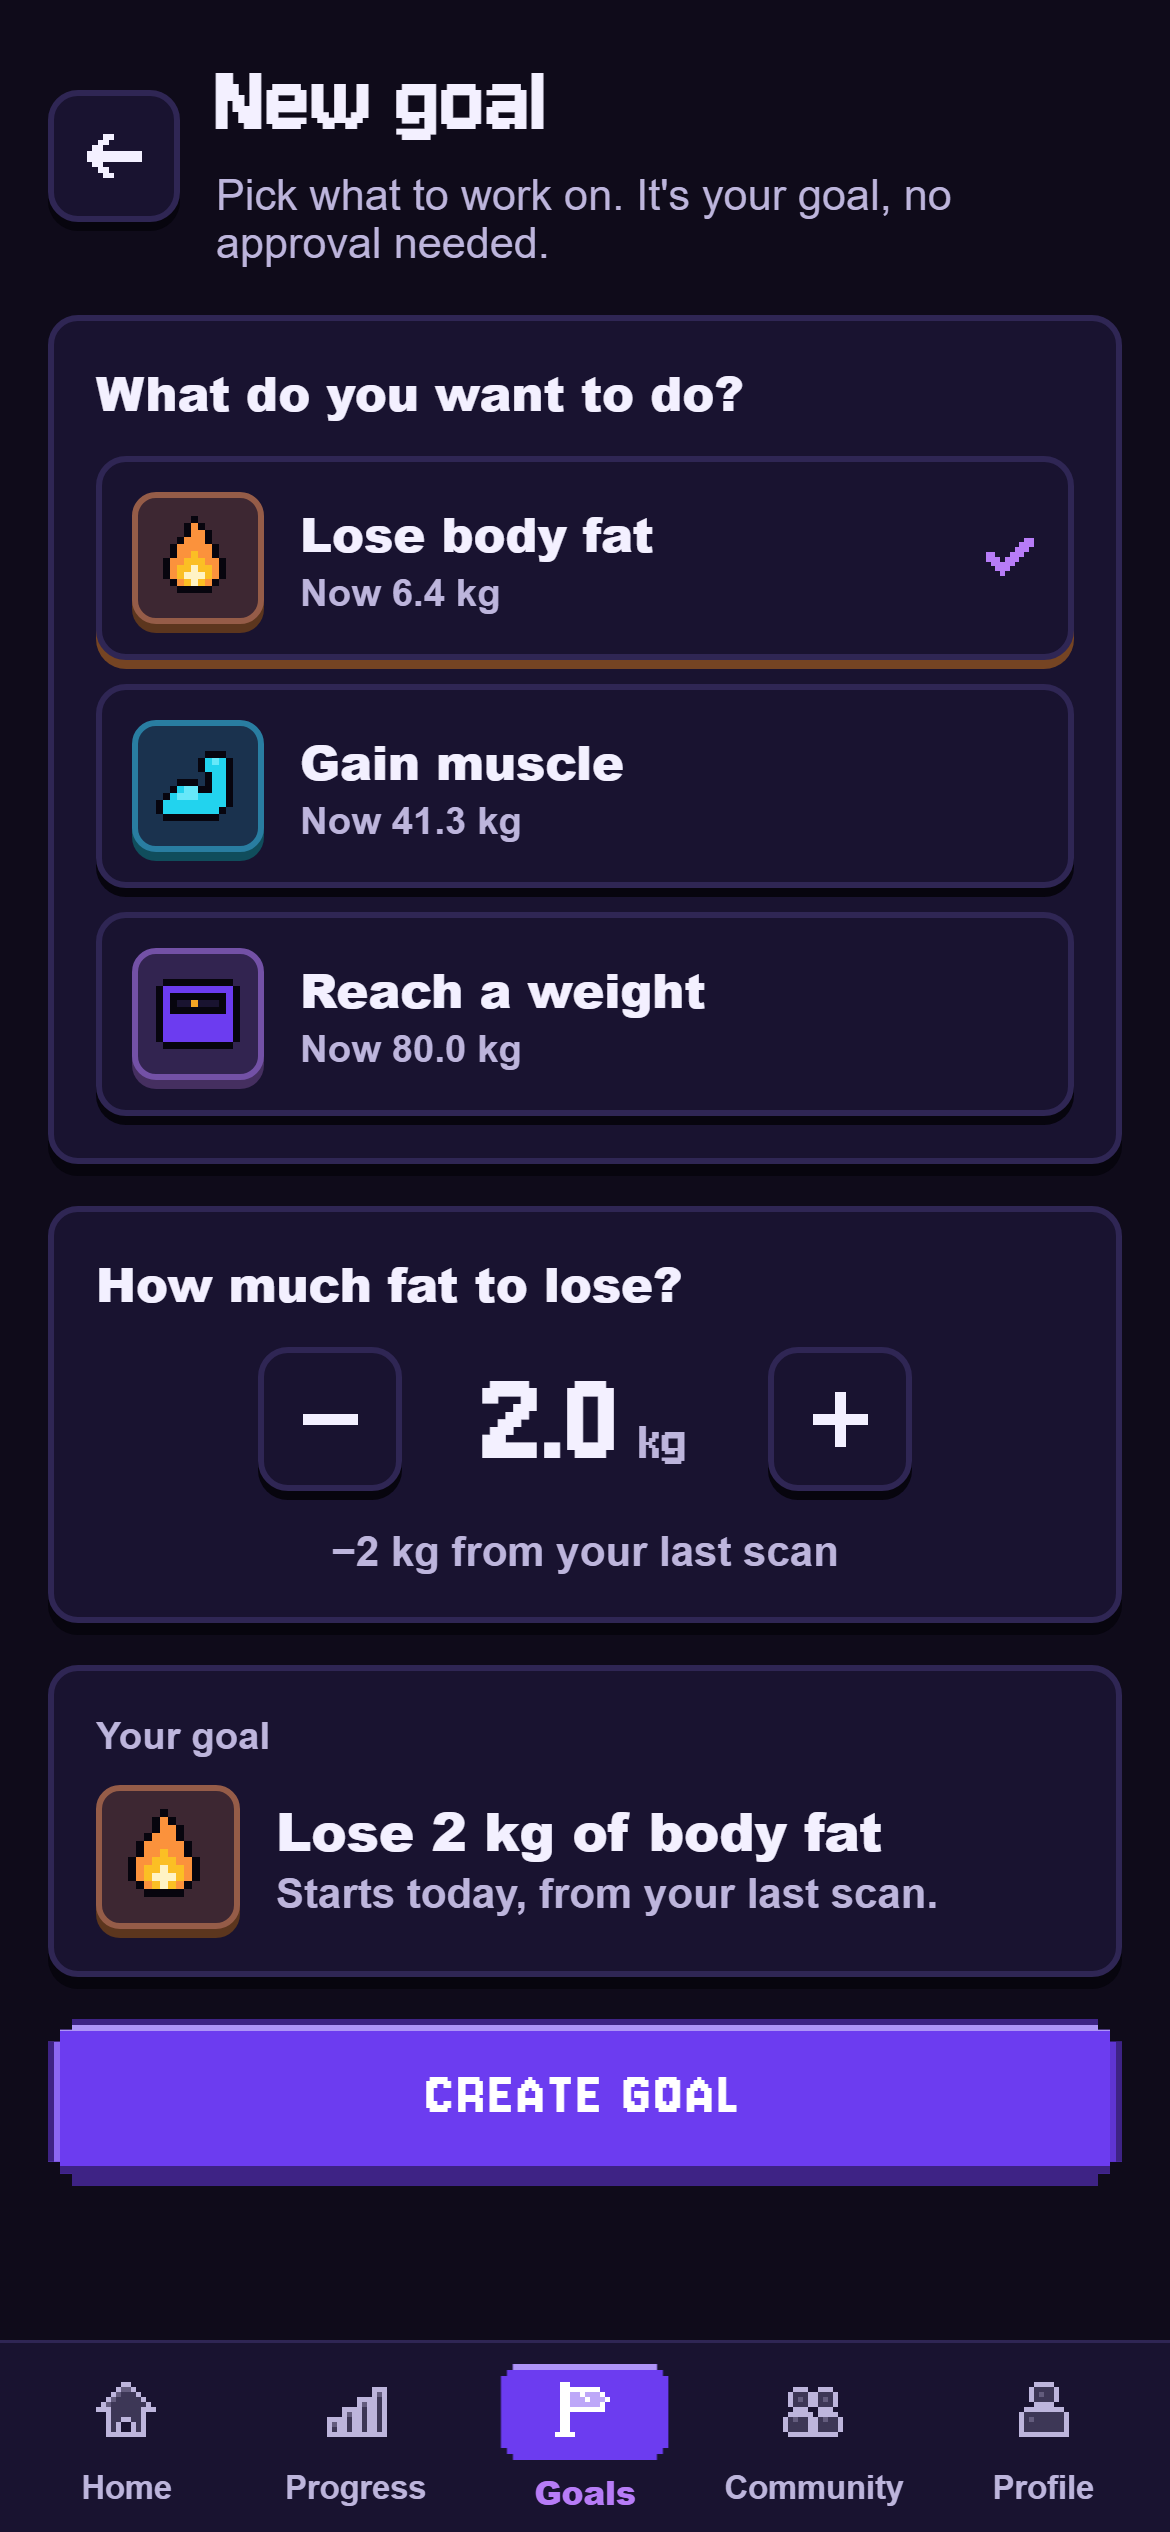 New goal
Pick what to work on. It's your goal, no
approval needed.
What do you want to do?
Lose body fat
Now 6.4 kg
Gain muscle
Now 41.3 kg
Reach a weight
Now 80.0 kg
How much fat to lose?
2.0 kg
−2 kg from your last scan
Your goal
Lose 2 kg of body fat
Starts today, from your last scan.
CREATE GOAL
Home
Progress
Goals
Community
Profile